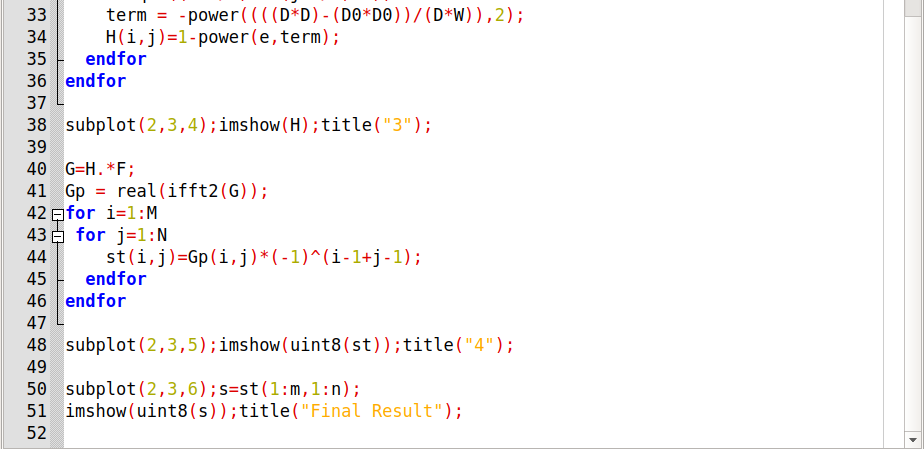 33 term = -power((((D*D)-(D0*D0))/(D*W)),2);
34 H(i,j)=1-power(e,term);
35 endfor
36 endfor
37
38 subplot(2,3,4);imshow(H);title("3");
39
40 G=H.*F;
41 Gp = real(ifft2(G));
42 for i=1:M
43 for j=1:N
44 st(i,j)=Gp(i,j)*(-1)^(i-1+j-1);
45 endfor
46 endfor
47
48 subplot(2,3,5);imshow(uint8(st));title("4");
49
50 subplot(2,3,6);s=st(1:m,1:n);
51 imshow(uint8(s));title("Final Result");
52